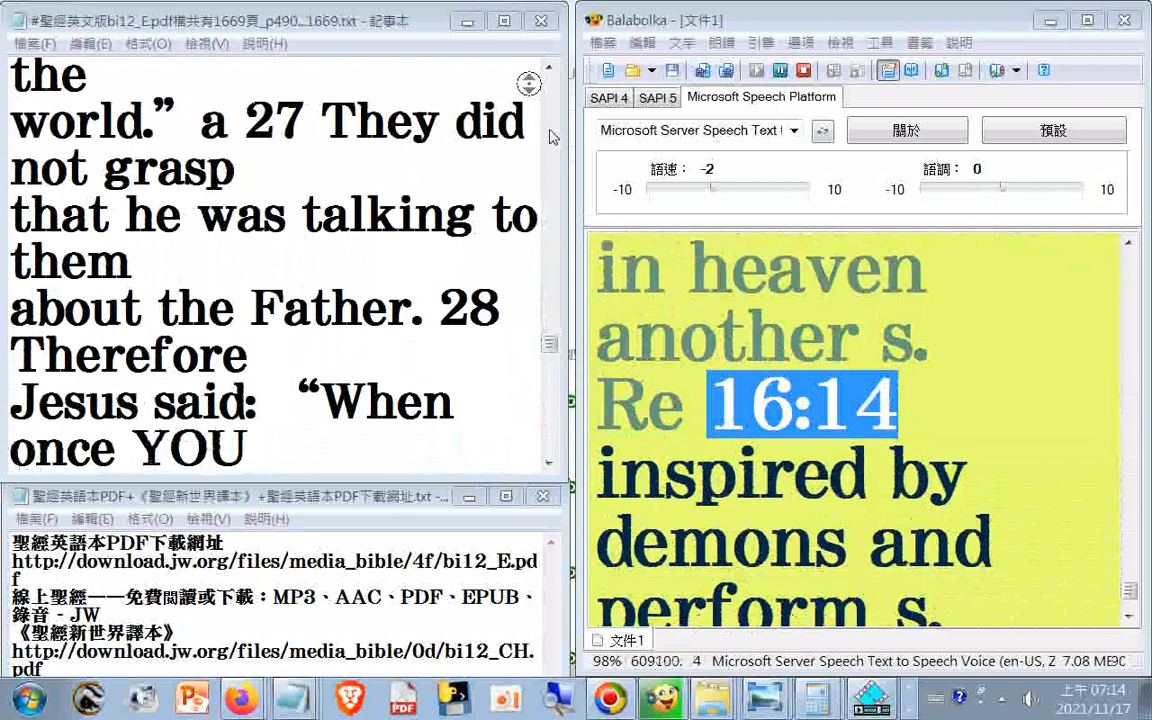 #聖經英文版bi12_E.pdf檔共有1669頁_p490...1669.txt - 記事本
檔案(F) 編輯(E) 格式(O) 檢視(V) 說明(H)
the
world.” a 27 They did
not grasp
that he was talking to
them
about the Father. 28
Therefore
Jesus said: “When
once YOU
聖經英語本PDF+《聖經新世界譯本》+聖經英語本PDF下載網址.txt -...
檔案(F) 編輯(E) 格式(O) 檢視(V) 說明(H)
聖經英語本PDF下載網址
http://download.jw.org/files/media_bible/4f/bi12_E.pd
f
線上聖經——免費閱讀或下載：MP3、AAC、PDF、EPUB、
錄音 - JW
《聖經新世界譯本》
http://download.jw.org/files/media_bible/0d/bi12_CH.
pdf
Balabolka - [文件1]
檔案 編輯 文字 朗讀 引擎 選項 檢視 工具 書籤 說明
SAPI 4 SAPI 5 Microsoft Speech Platform
Microsoft Server Speech Text 關於 預設
語速： -2 語調： 0
-10 10 -10 10
in heaven
another s.
Re 16:14
inspired by
demons and
perform s.
文件1
98% Microsoft Server Speech Text to Speech Voice (en-US, Z 7.08
上午 07:14
2021/11/17